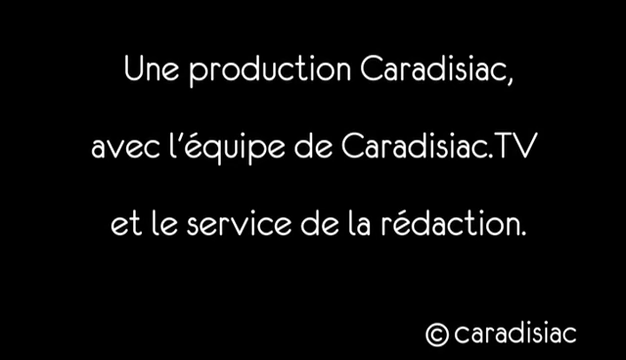 Une production Caradisiac,
avec l'équipe de Caradisiac.TV
et le service de la rédaction.
© caradisiac